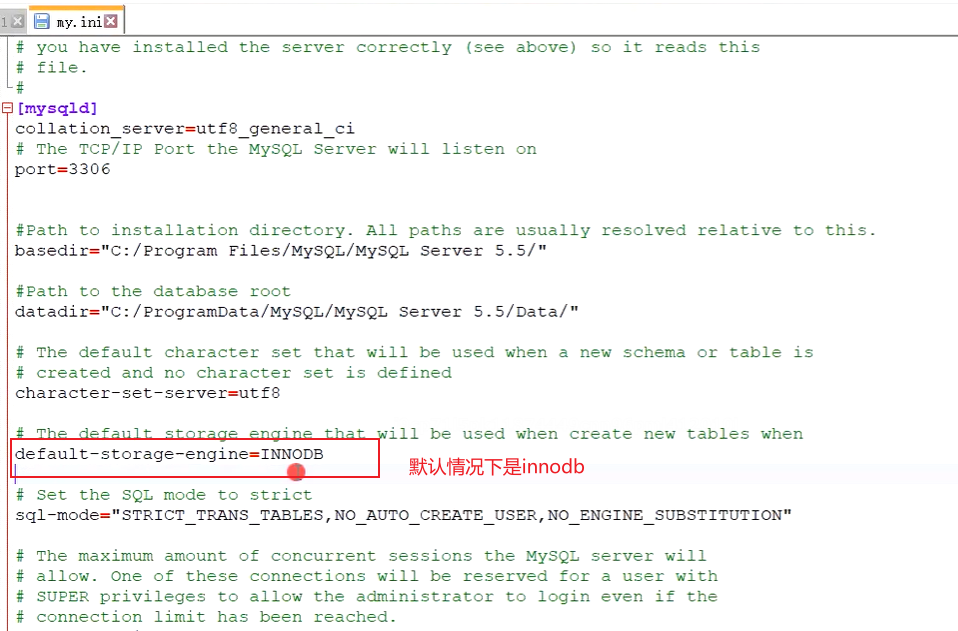 1
my.ini
# you have installed the server correctly (see above) so it reads this
# file.
#
[mysqld]
collation_server=utf8_general_ci
# The TCP/IP Port the MySQL Server will listen on
port=3306
#Path to installation directory. All paths are usually resolved relative to this.
basedir="C:/Program Files/MySQL/MySQL Server 5.5/"
#Path to the database root
datadir="C:/ProgramData/MySQL/MySQL Server 5.5/Data/"
# The default character set that will be used when a new schema or table is
# created and no character set is defined
character-set-server=utf8
# The default storage engine that will be used when create new tables when
default-storage-engine=INNODB
默认情况下是innodb
# Set the SQL mode to strict
sql-mode="STRICT_TRANS_TABLES,NO_AUTO_CREATE_USER,NO_ENGINE_SUBSTITUTION"
# The maximum amount of concurrent sessions the MySQL server will
# allow. One of these connections will be reserved for a user with
# SUPER privileges to allow the administrator to login even if the
# connection limit has been reached.